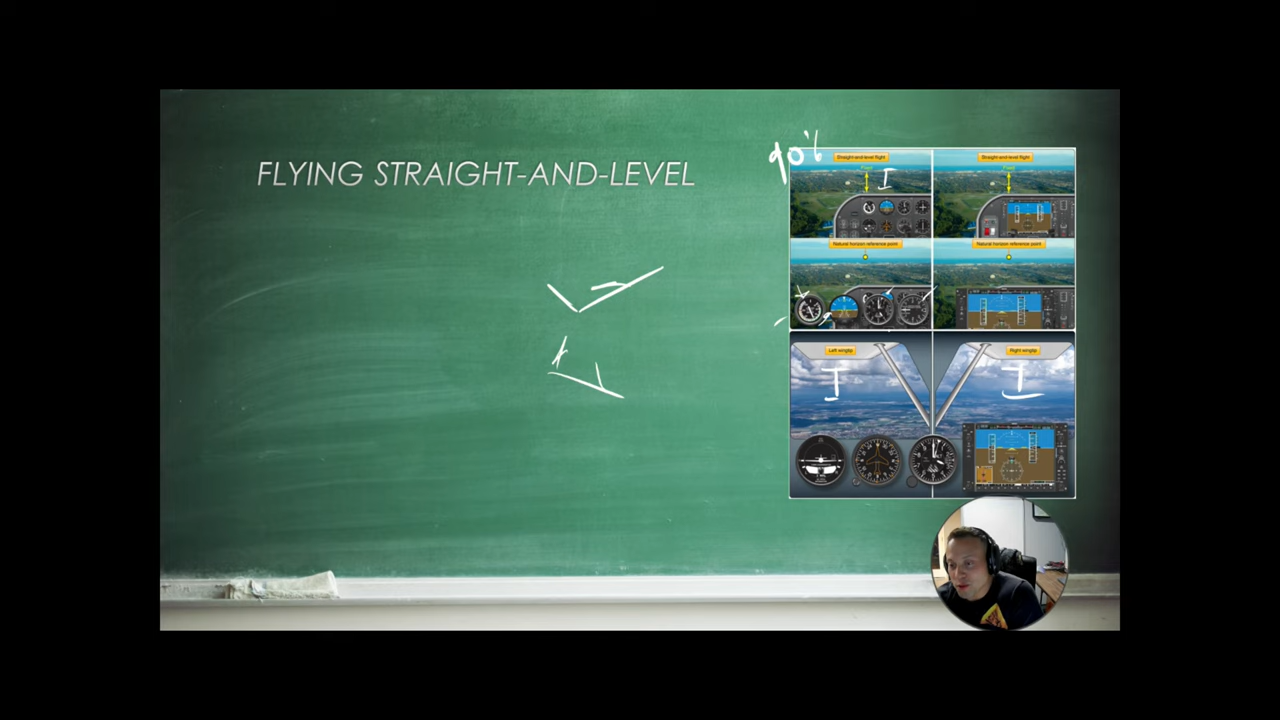 FLYING STRAIGHT-AND-LEVEL
90%
Straight-and-level flight
Straight-and-level flight
I
Natural horizon reference point
Natural horizon reference point
Left wingtip
Right wingtip
I
I